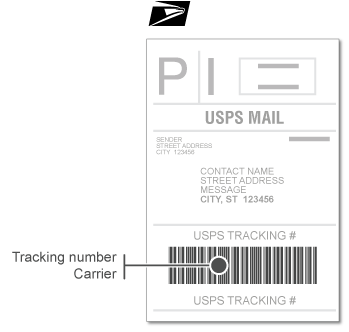 P I
USPS MAIL
SENDER
STREET ADDRESS
CITY 123456
CONTACT NAME
STREET ADDRESS
MESSAGE
CITY, ST 123456
USPS TRACKING #
Tracking number
Carrier
USPS TRACKING #